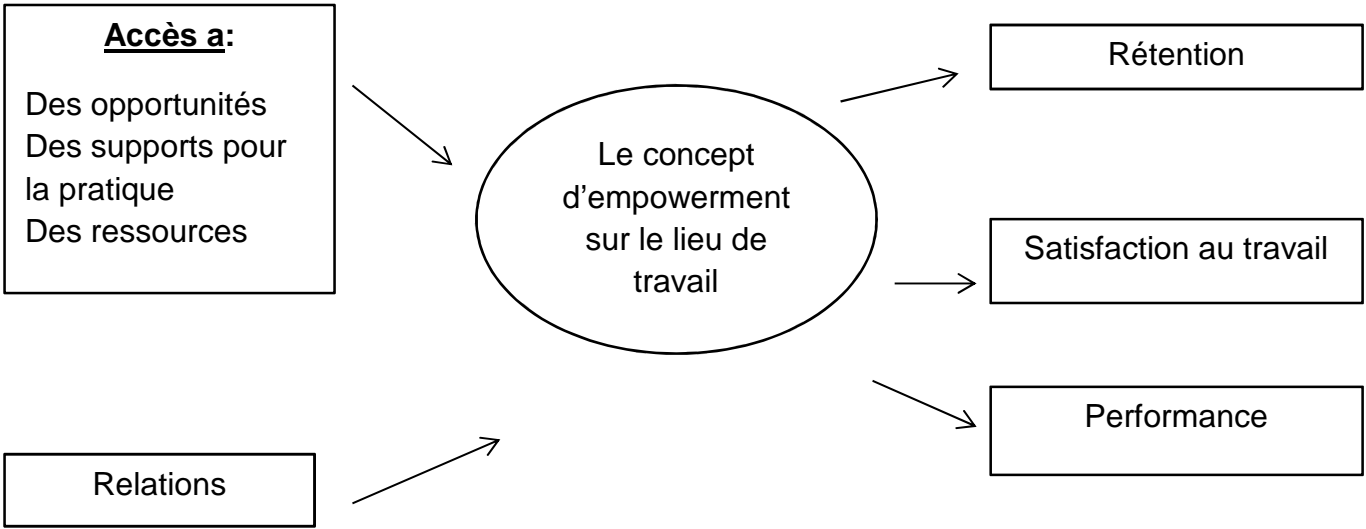 Accès a:
Des opportunités
Des supports pour
la pratique
Des ressources
Relations
Le concept
d’empowerment
sur le lieu de
travail
Rétention
Satisfaction au travail
Performance